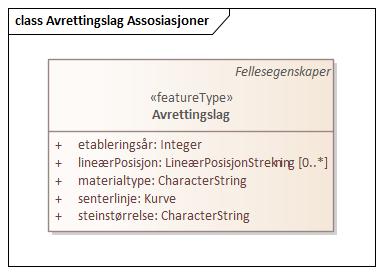 class Avrettingslag Assosiasjoner
Fellesegenskaper
«featureType»
Avrettingslag
+ etableringsår: Integer
+ lineærPosisjon: LineærPosisjonStrekning [0..*]
+ materialtype: CharacterString
+ senterlinje: Kurve
+ steinstørrelse: CharacterString